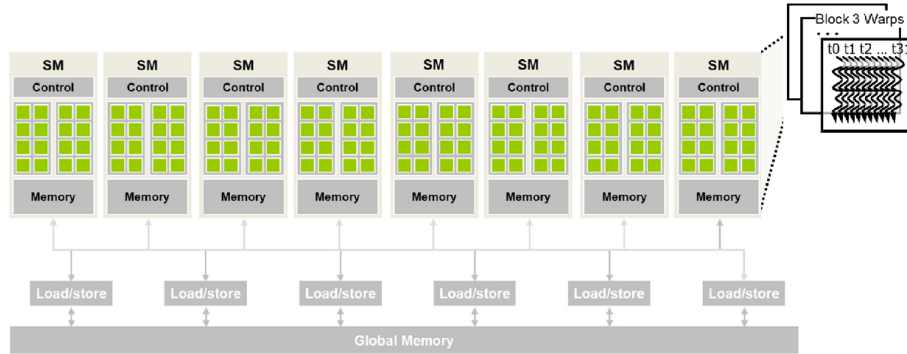 Block 3 Warps
. . .
t0 t1 t2 ... t31
SM SM SM SM SM SM SM SM
Control Control Control Control Control Control Control Control
Memory Memory Memory Memory Memory Memory Memory Memory
Load/store Load/store Load/store Load/store Load/store Load/store
Global Memory